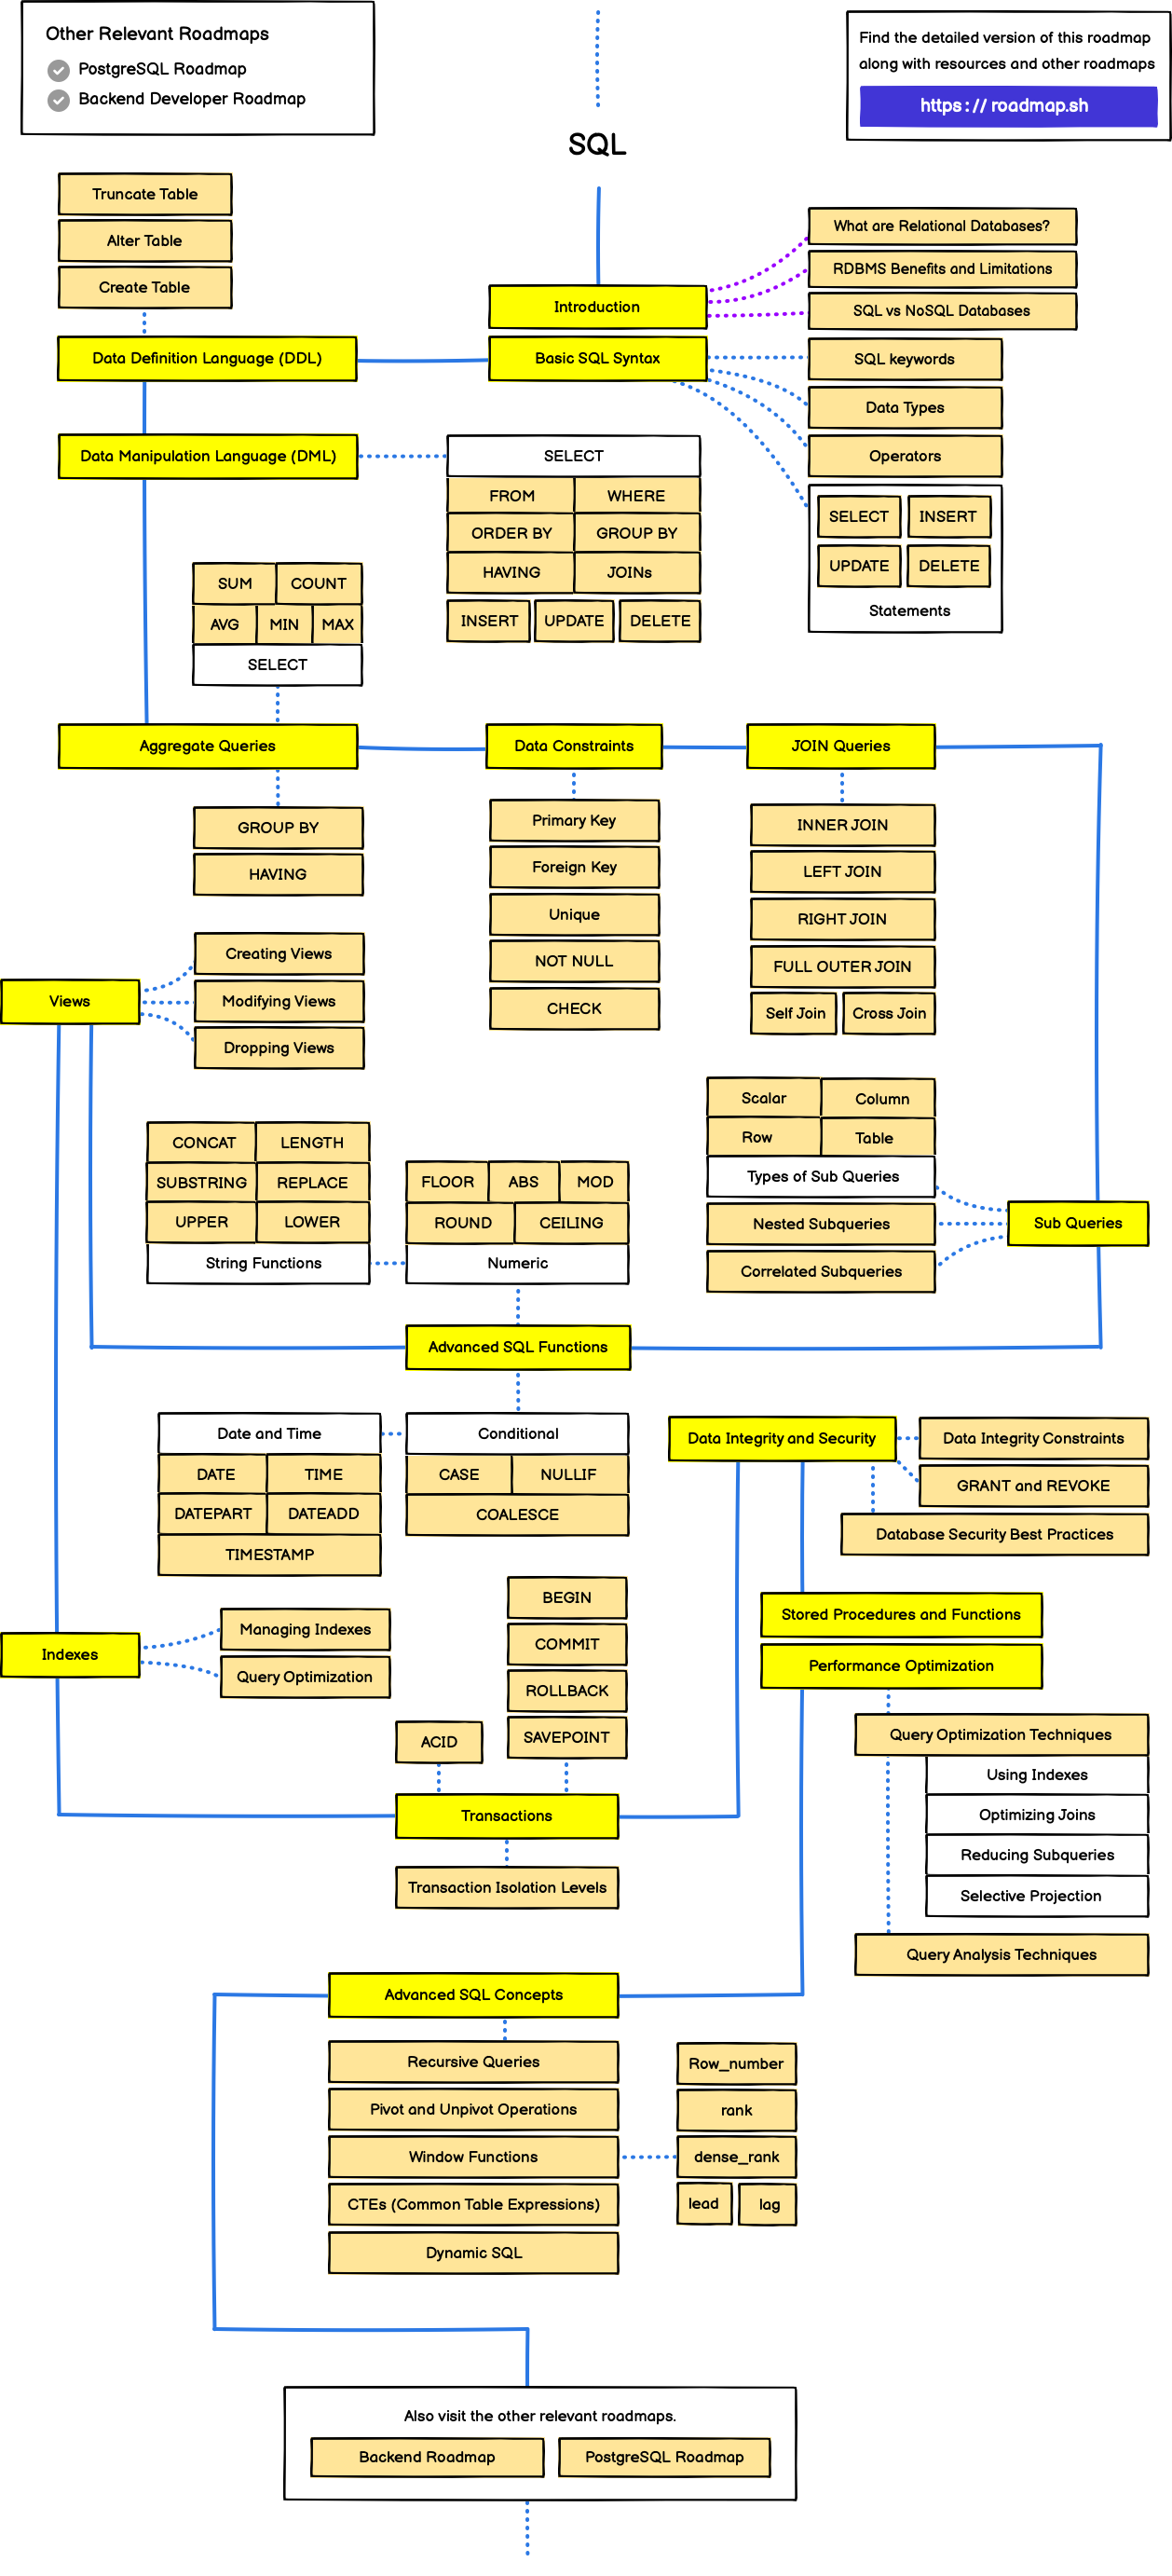 Other Relevant Roadmaps
PostgreSQL Roadmap
Backend Developer Roadmap
Find the detailed version of this roadmap
along with resources and other roadmaps
https://roadmap.sh
SQL
Truncate Table
Alter Table
Create Table
What are Relational Databases?
RDBMS Benefits and Limitations
SQL vs NoSQL Databases
Introduction
Data Definition Language (DDL)
Basic SQL Syntax
SQL keywords
Data Types
Operators
SELECT
INSERT
UPDATE
DELETE
Statements
Data Manipulation Language (DML)
SELECT
FROM
WHERE
ORDER BY
GROUP BY
HAVING
JOINs
INSERT
UPDATE
DELETE
SUM
COUNT
AVG
MIN
MAX
SELECT
Aggregate Queries
GROUP BY
HAVING
Data Constraints
Primary Key
Foreign Key
Unique
NOT NULL
CHECK
JOIN Queries
INNER JOIN
LEFT JOIN
RIGHT JOIN
FULL OUTER JOIN
Self Join
Cross Join
Views
Creating Views
Modifying Views
Dropping Views
Scalar
Column
Row
Table
Types of Sub Queries
Nested Subqueries
Correlated Subqueries
Sub Queries
CONCAT
LENGTH
SUBSTRING
REPLACE
UPPER
LOWER
String Functions
FLOOR
ABS
MOD
ROUND
CEILING
Numeric
Advanced SQL Functions
Date and Time
DATE
TIME
DATEPART
DATEADD
TIMESTAMP
Conditional
CASE
NULLIF
COALESCE
Data Integrity and Security
Data Integrity Constraints
GRANT and REVOKE
Database Security Best Practices
Indexes
Managing Indexes
Query Optimization
BEGIN
COMMIT
ROLLBACK
SAVEPOINT
ACID
Transactions
Transaction Isolation Levels
Stored Procedures and Functions
Performance Optimization
Query Optimization Techniques
Using Indexes
Optimizing Joins
Reducing Subqueries
Selective Projection
Query Analysis Techniques
Advanced SQL Concepts
Recursive Queries
Pivot and Unpivot Operations
Window Functions
CTEs (Common Table Expressions)
Dynamic SQL
Row_number
rank
dense_rank
lead
lag
Also visit the other relevant roadmaps.
Backend Roadmap
PostgreSQL Roadmap